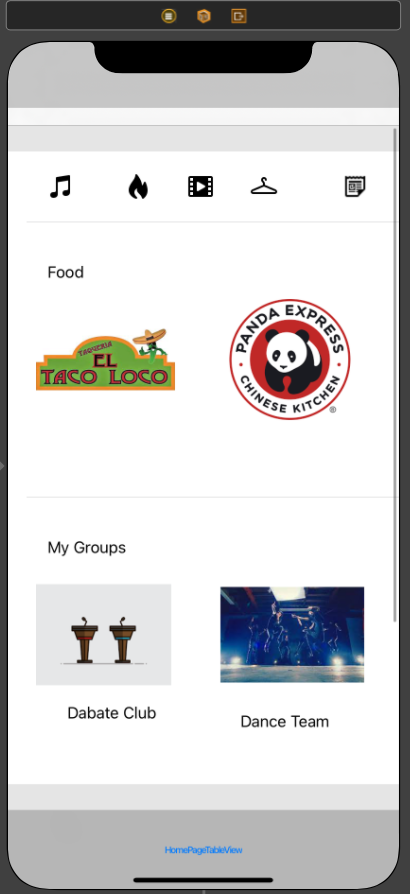 Food
TAQUERIA
EL
TACO LOCO
PANDA EXPRESS
CHINESE KITCHEN
®
My Groups
Dabate Club
Dance Team
HomePageTableView